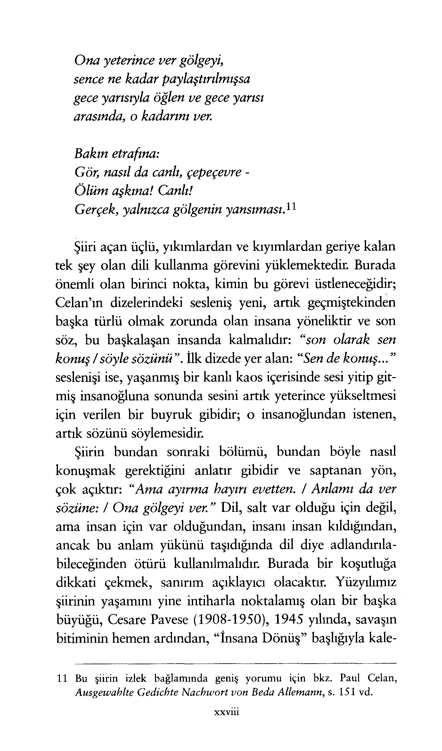 Ona yeterince ver gölgeyi,
sence ne kadar paylaştırılmışsa
gece yarısıyla öğlen ve gece yarısı
arasında, o kadarını ver.
Bakın etrafına:
Gör, nasıl da canlı, çepeçevre -
Ölüm aşkına! Canlı!
Gerçek, yalnızca gölgenin yansıması.11
Şiiri açan üçlü, yıkımlardan ve kıyımlardan geriye kalan
tek şey olan dili kullanma görevini yüklemektedir. Burada
önemli olan birinci nokta, kimin bu görevi üstleneceğidir;
Celan’ın dizelerindeki sesleniş yeni, artık geçmiştekinden
başka türlü olmak zorunda olan insana yöneliktir ve son
söz, bu başkalaşan insanda kalmalıdır: “son olarak sen
konuş / söyle sözünü”. İlk dizede yer alan: “Sen de konuş...”
seslenişi ise, yaşanmış bir kanlı kaos içerisinde sesi yitip git-
miş insanoğluna sonunda sesini artık yeterince yükseltmesi
için verilen bir buyruk gibidir; o insanoğlundan istenen,
artık sözünü söylemesidir.
Şiirin bundan sonraki bölümü, bundan böyle nasıl
konuşmak gerektiğini anlatır gibidir ve saptanan yön,
çok açıktır: “Ama ayırma hayırı evetten. / Anlamı da ver
sözüne: / Ona gölgeyi ver.” Dil, salt var olduğu için değil,
ama insan için var olduğundan, insanı insan kıldığından,
ancak bu anlam yükünü taşıdığında dil diye adlandırıla-
bileceğinden ötürü kullanılmalıdır. Burada bir koşutluğa
dikkati çekmek, sanırım açıklayıcı olacaktır. Yüzyılımız
şiirinin yaşamını yine intiharla noktalamış olan bir başka
büyüğü, Cesare Pavese (1908-1950), 1945 yılında, savaşın
bitiminin hemen ardından, “İnsana Dönüş” başlığıyla kale-
11 Bu şiirin izlek bağlamında geniş yorumu için bkz. Paul Celan,
Ausgewahlte Gedichte Nachwort von Beda Allemann, s. 151 vd.
xxviii